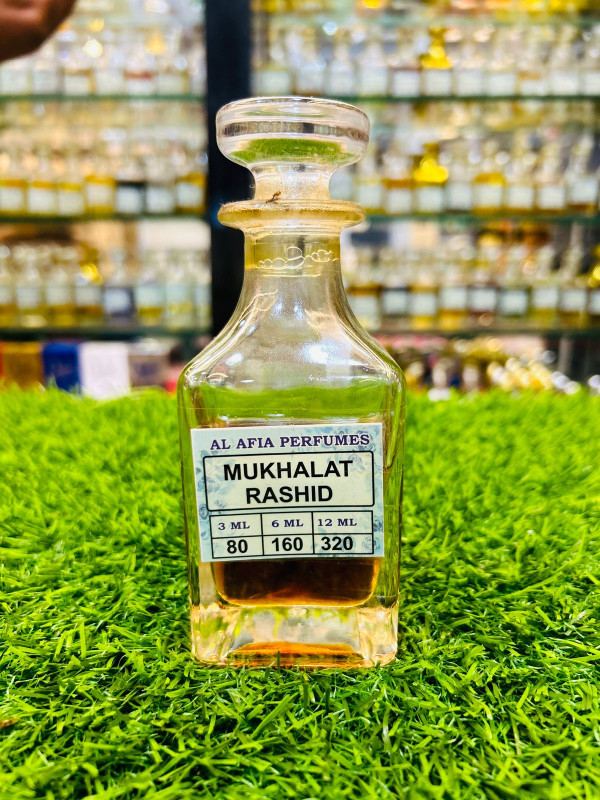 AL AFIA PERFUMES
MUKHALAT
RASHID
3 ML 6 ML 12 ML
80 160 320